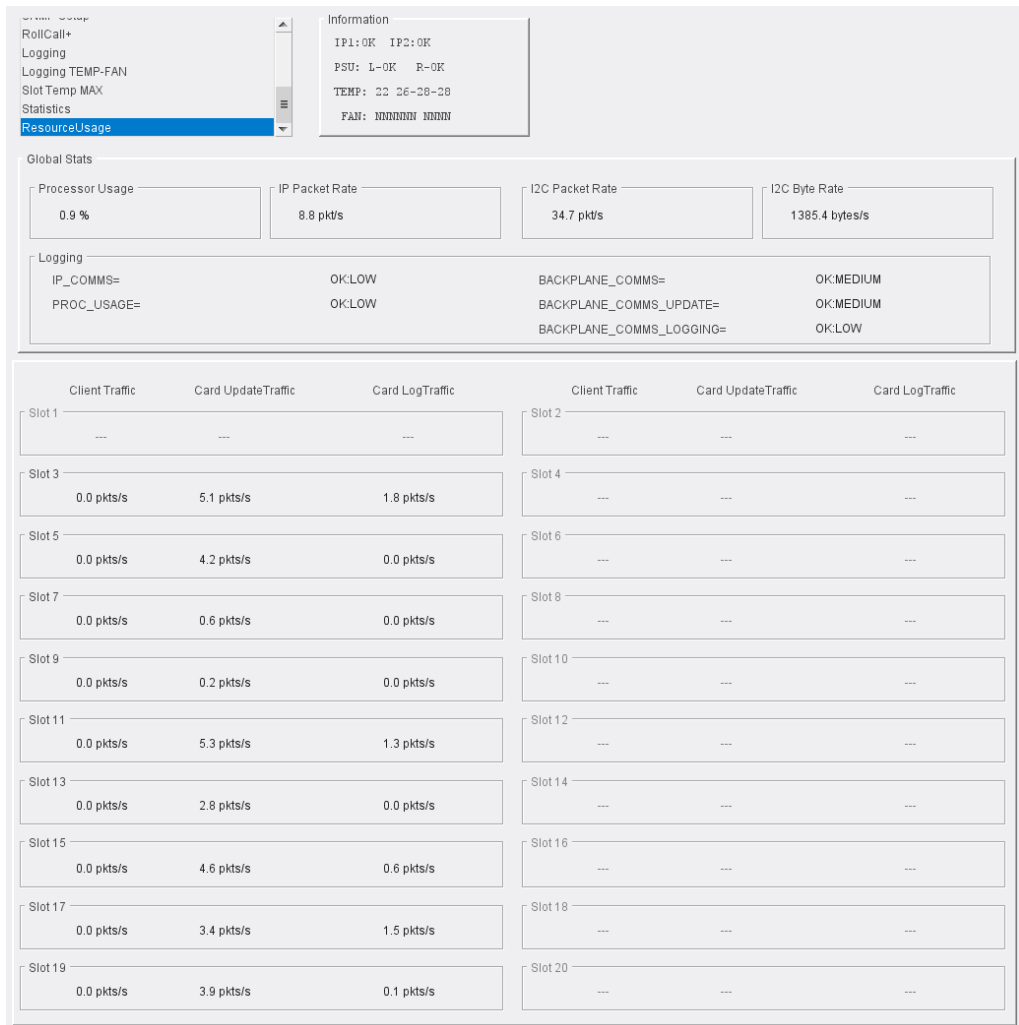 RollCall+
Logging
Logging TEMP-FAN
Slot Temp MAX
Statistics
ResourceUsage
Information
IP1:OK IP2:OK
PSU: L-OK R-OK
TEMP: 22 26-28-28
FAN: NNNNNN NNNN
Global Stats
Processor Usage
0.9 %
IP Packet Rate
8.8 pkt/s
I2C Packet Rate
34.7 pkt/s
I2C Byte Rate
1385.4 bytes/s
Logging
IP_COMMS= OK:LOW BACKPLANE_COMMS= OK:MEDIUM
PROC_USAGE= OK:LOW BACKPLANE_COMMS_UPDATE= OK:MEDIUM
BACKPLANE_COMMS_LOGGING= OK:LOW
Client Traffic Card UpdateTraffic Card LogTraffic Client Traffic Card UpdateTraffic Card LogTraffic
Slot 1 Slot 2
--- --- --- --- --- ---
Slot 3 Slot 4
0.0 pkts/s 5.1 pkts/s 1.8 pkts/s --- --- ---
Slot 5 Slot 6
0.0 pkts/s 4.2 pkts/s 0.0 pkts/s --- --- ---
Slot 7 Slot 8
0.0 pkts/s 0.6 pkts/s 0.0 pkts/s --- --- ---
Slot 9 Slot 10
0.0 pkts/s 0.2 pkts/s 0.0 pkts/s --- --- ---
Slot 11 Slot 12
0.0 pkts/s 5.3 pkts/s 1.3 pkts/s --- --- ---
Slot 13 Slot 14
0.0 pkts/s 2.8 pkts/s 0.0 pkts/s --- --- ---
Slot 15 Slot 16
0.0 pkts/s 4.6 pkts/s 0.6 pkts/s --- --- ---
Slot 17 Slot 18
0.0 pkts/s 3.4 pkts/s 1.5 pkts/s --- --- ---
Slot 19 Slot 20
0.0 pkts/s 3.9 pkts/s 0.1 pkts/s --- --- ---